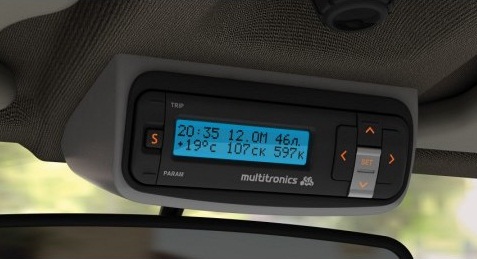 TRIP
S
20:35 12.0М 46л.
+19°c 107ск 597к
SET
multitronics
PARAM